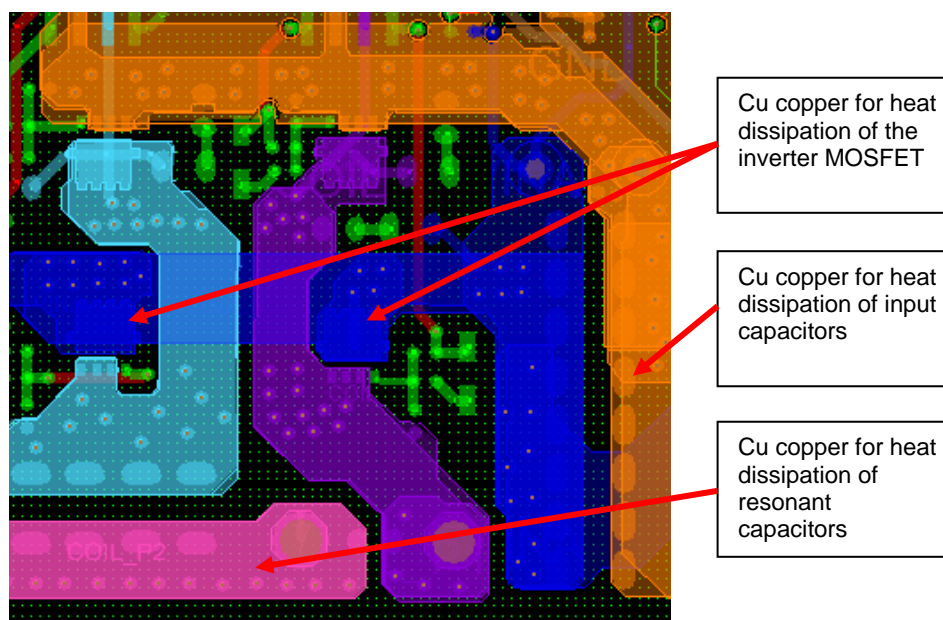 Cu copper for heat
dissipation of the
inverter MOSFET
Cu copper for heat
dissipation of input
capacitors
Cu copper for heat
dissipation of
resonant
capacitors
COIL_P2